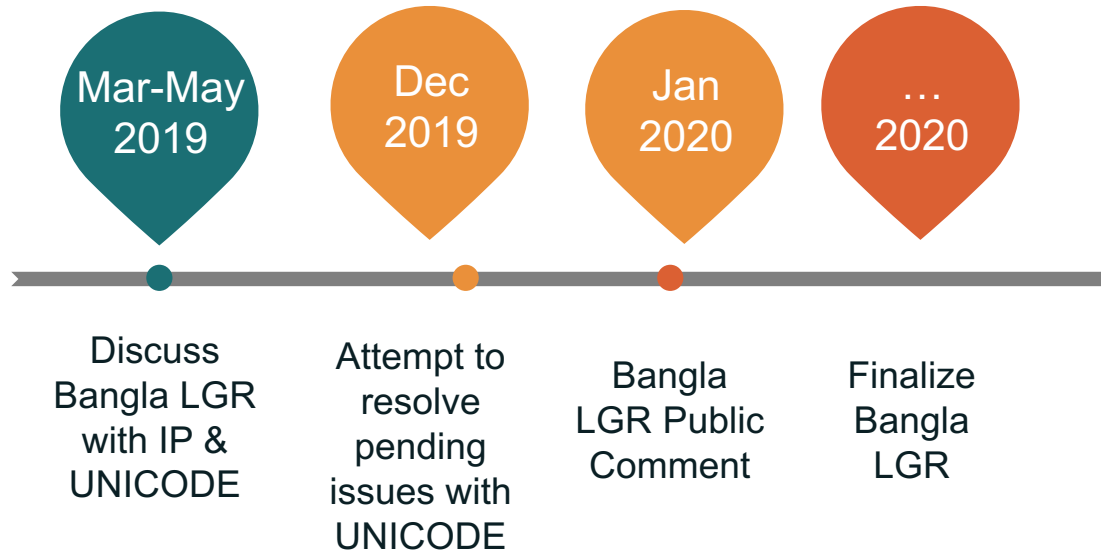 Mar-May
2019
Dec
2019
Jan
2020
…
2020
Discuss
Bangla LGR
with IP &
UNICODE
Attempt to
resolve
pending
issues with
UNICODE
Bangla
LGR Public
Comment
Finalize
Bangla
LGR